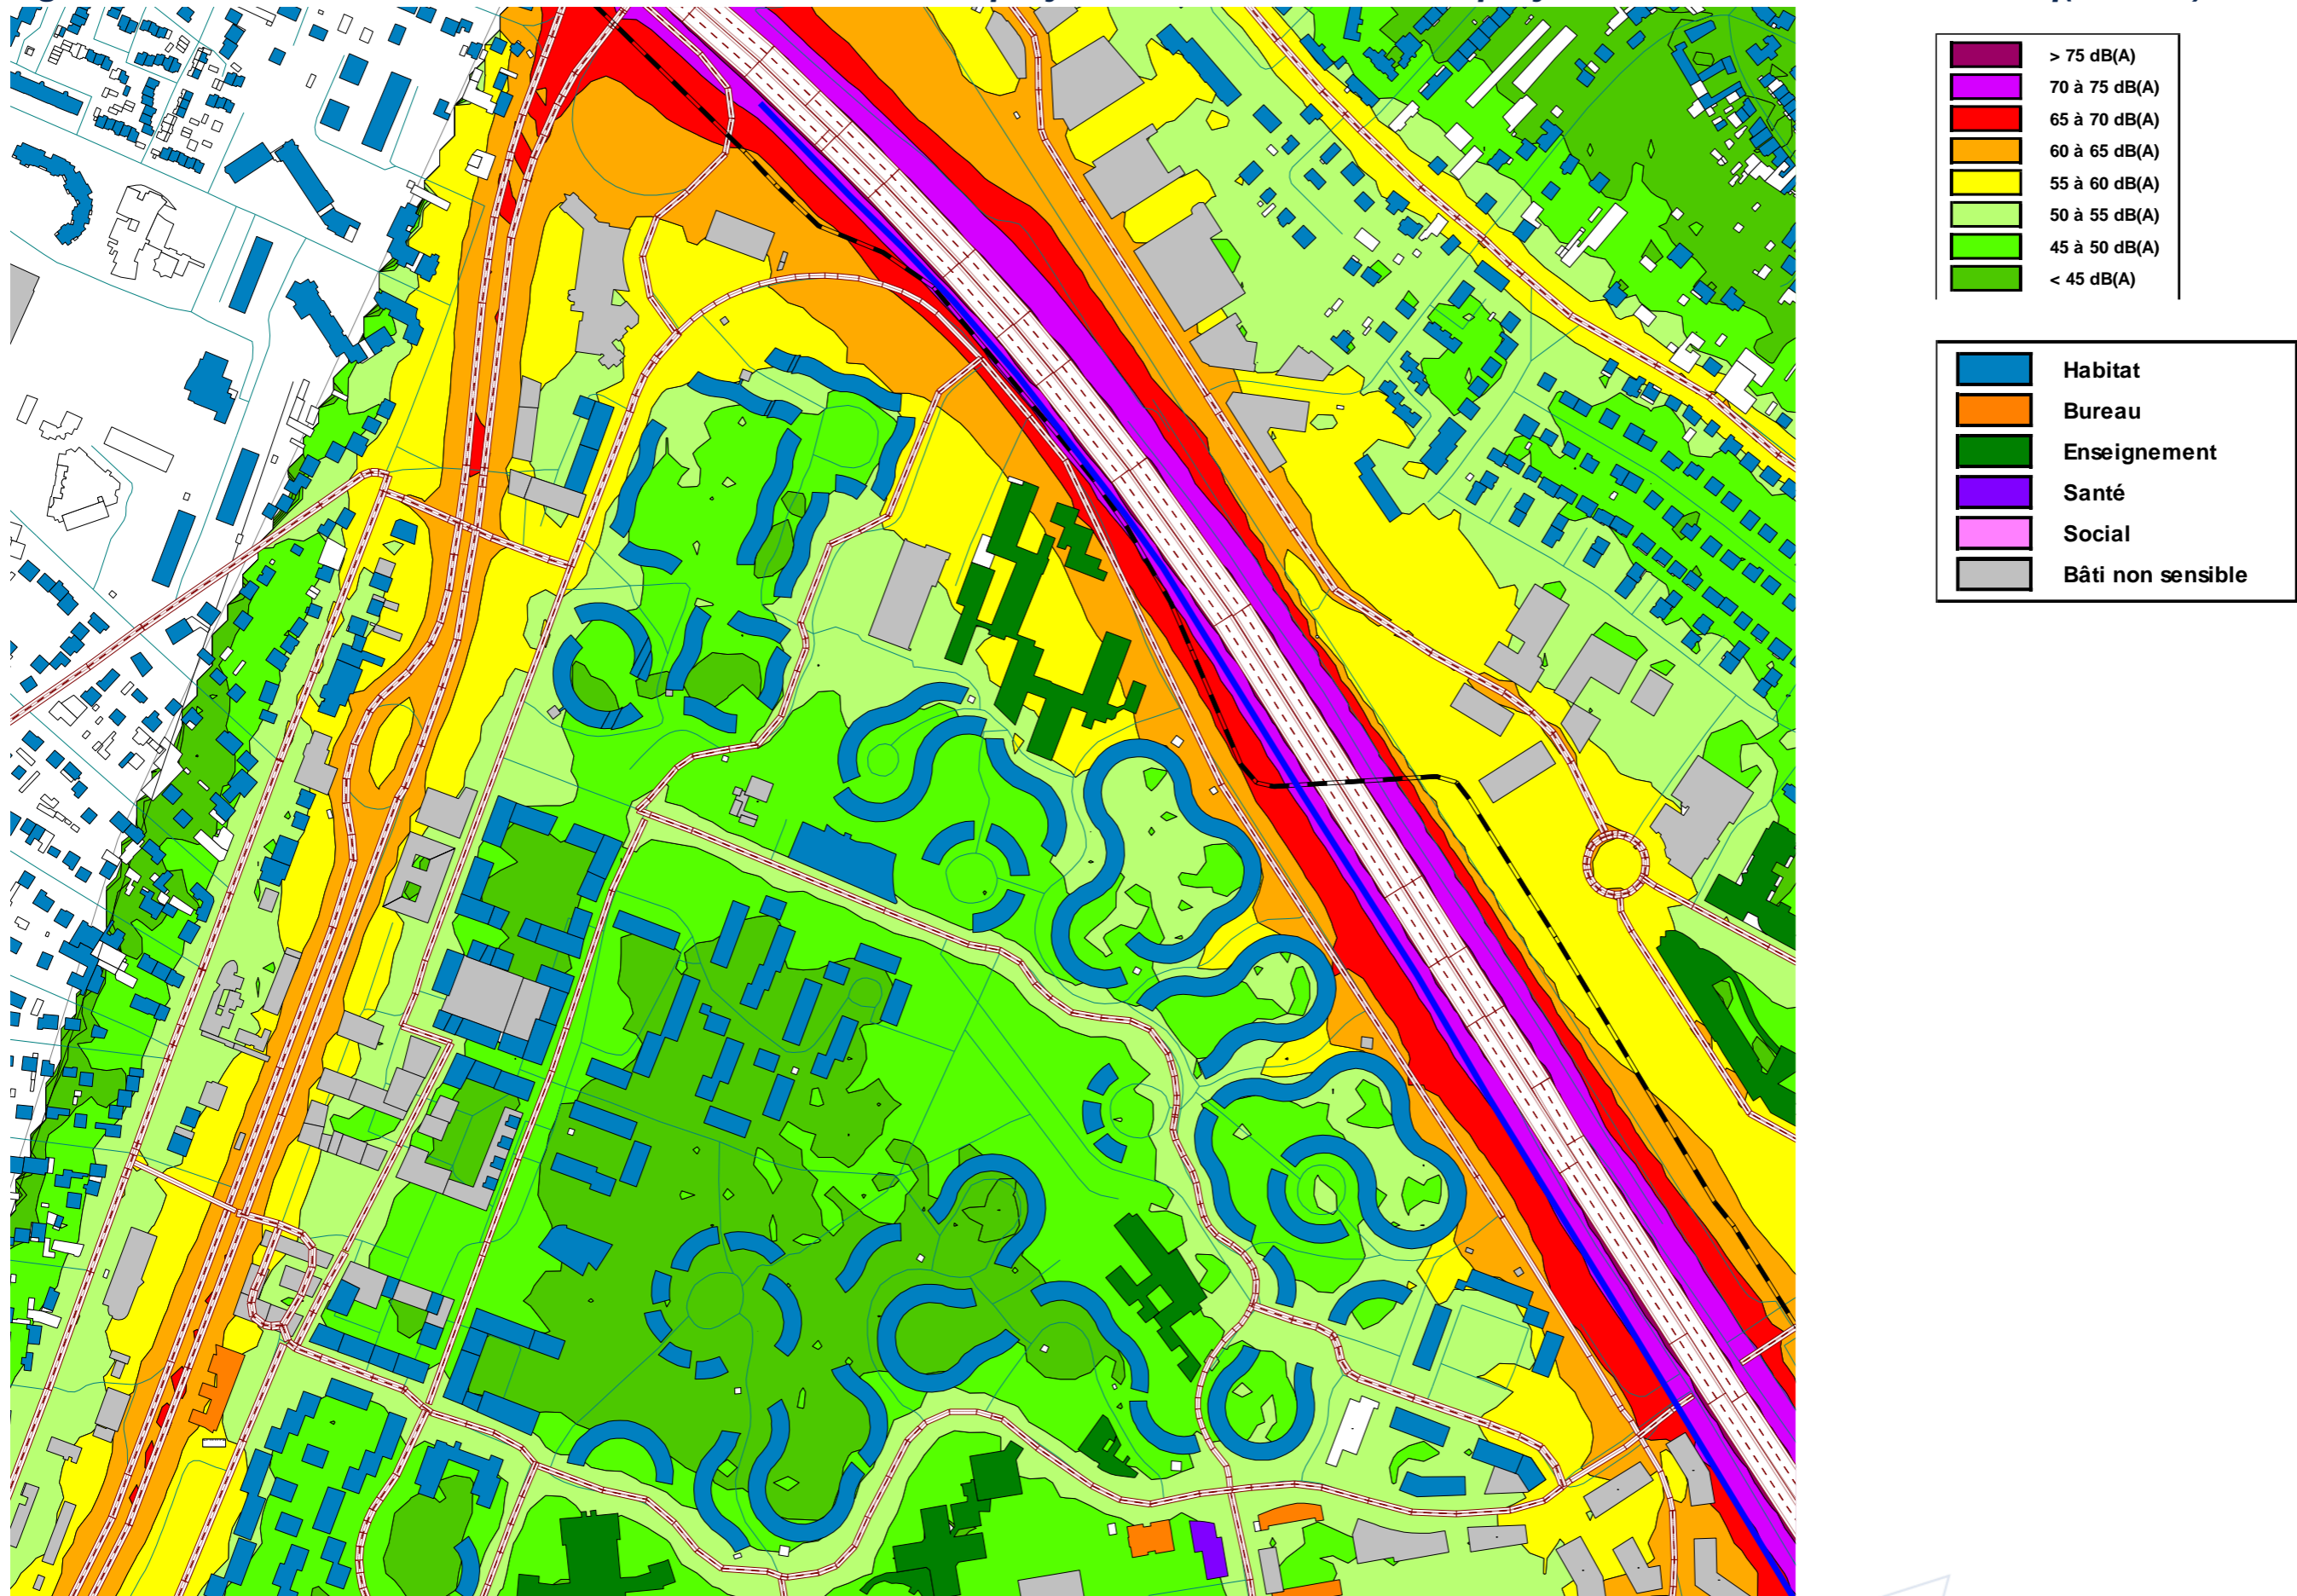 > 75 dB(A)
70 à 75 dB(A)
65 à 70 dB(A)
60 à 65 dB(A)
55 à 60 dB(A)
50 à 55 dB(A)
45 à 50 dB(A)
< 45 dB(A)
Habitat
Bureau
Enseignement
Santé
Social
Bâti non sensible